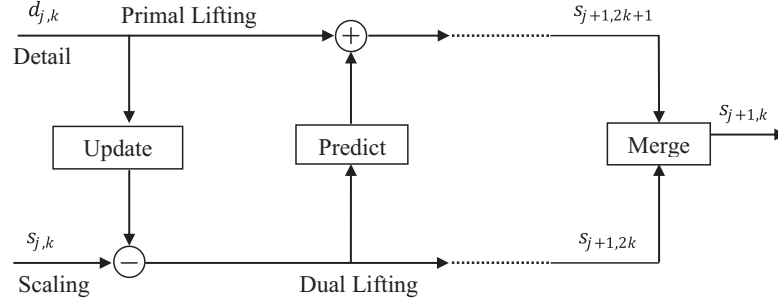 d_{j,k} Primal Lifting s_{j+1,2k+1}
Detail +
s_{j+1,k}
Update Predict Merge
s_{j,k} s_{j+1,2k}
−
Scaling Dual Lifting